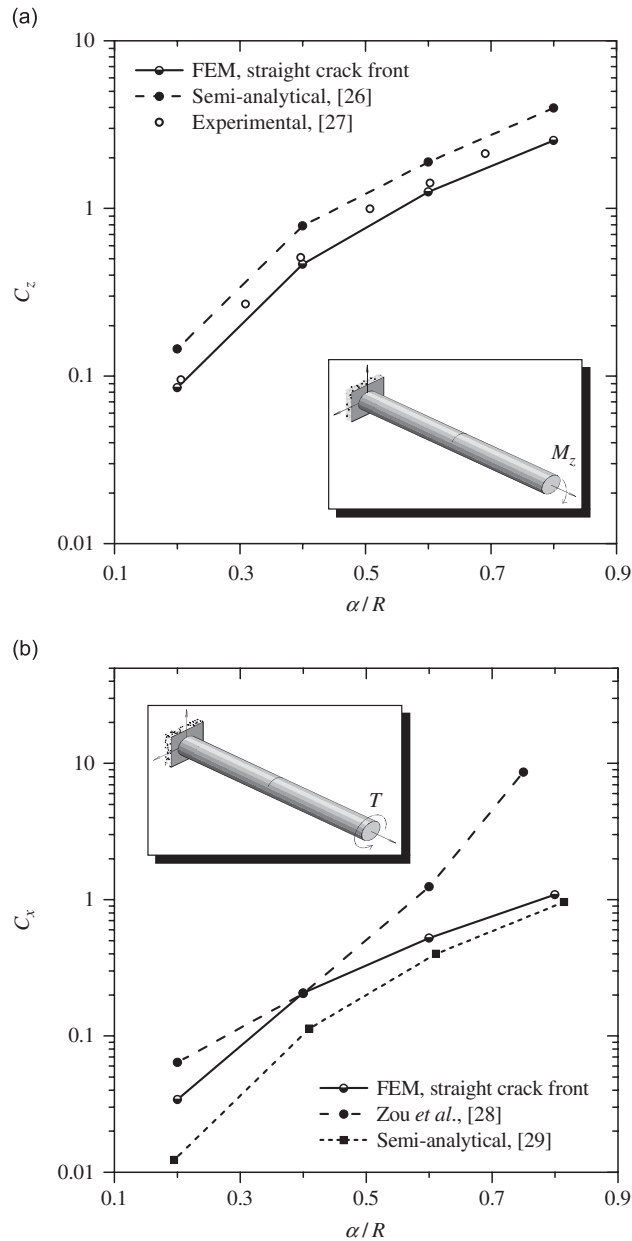 (a)
10
FEM, straight crack front
Semi-analytical, [26]
Experimental, [27]
1
C_z
0.1
M_z
0.01
0.1 0.3 0.5 0.7 0.9
α/R
(b)
10
T
1
C_x
0.1
FEM, straight crack front
Zou et al., [28]
Semi-analytical, [29]
0.01
0.1 0.3 0.5 0.7 0.9
α/R